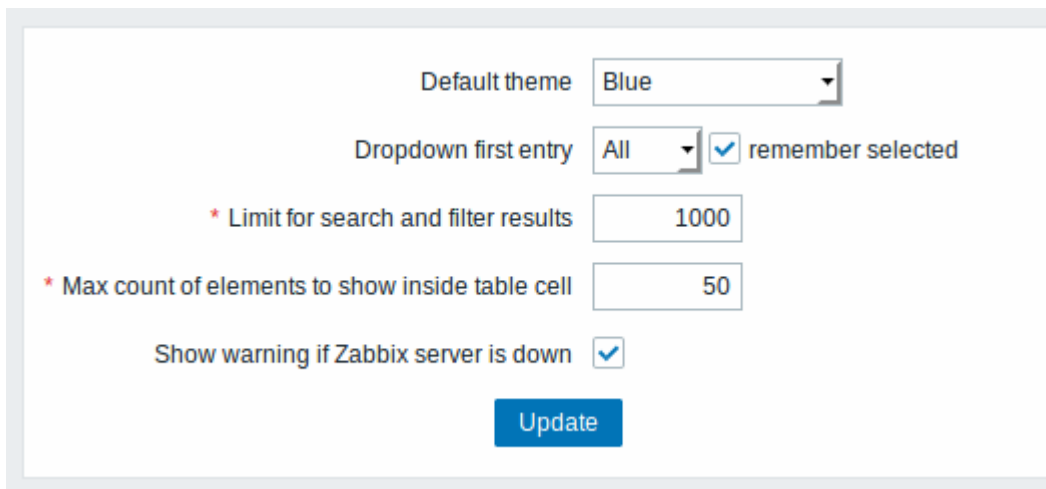 Default theme Blue
Dropdown first entry All remember selected
* Limit for search and filter results 1000
* Max count of elements to show inside table cell 50
Show warning if Zabbix server is down
Update